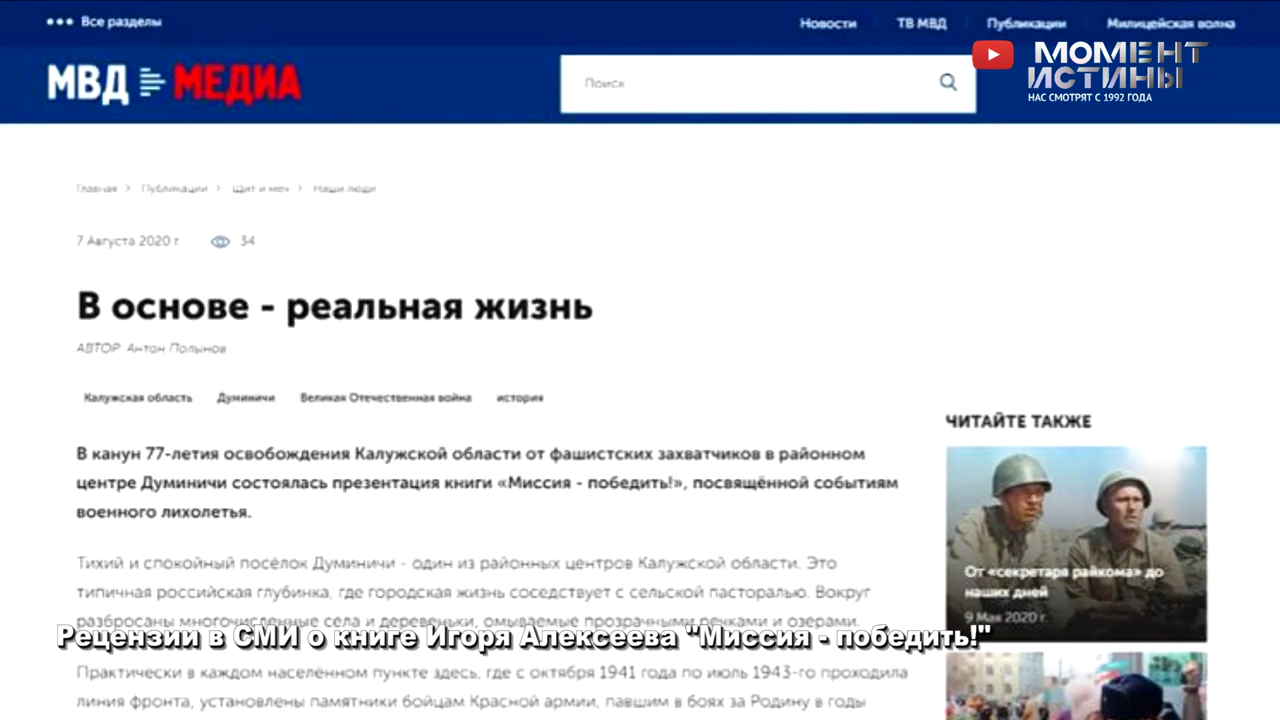 ••• Все разделы
Новости ТВ МВД Публикации Милицейская волна
МВД МЕДИА
Поиск ...
МОМЕНТ
ИСТИНЫ
НАС СМОТРЯТ С 1992 ГОДА
Главная > Публикации > Щит и меч > Наши люди
7 Августа 2020 г 34
В основе - реальная жизнь
АВТОР: Антон Полынов
Калужская область Думиничи Великая Отечественная война история
В канун 77-летия освобождения Калужской области от фашистских захватчиков в районном
центре Думиничи состоялась презентация книги «Миссия - победить!», посвящённой событиям
военного лихолетья.
Тихий и спокойный посёлок Думиничи - один из районных центров Калужской области. Это
типичная российская глубинка, где городская жизнь соседствует с сельской пасторалью. Вокруг
разбросаны многочисленные сёла и деревеньки, омываемые прозрачными речками и озёрами.
Рецензии в СМИ о книге Игоря Алексеева "Миссия - победить!"
Практически в каждом населённом пункте здесь, где с октября 1941 года по июль 1943-го проходила
линия фронта, установлены памятники бойцам Красной армии, павшим в боях за Родину в годы
ЧИТАЙТЕ ТАКЖЕ
От «секретаря райкома» до
наших дней
9 Мая 2020 г.